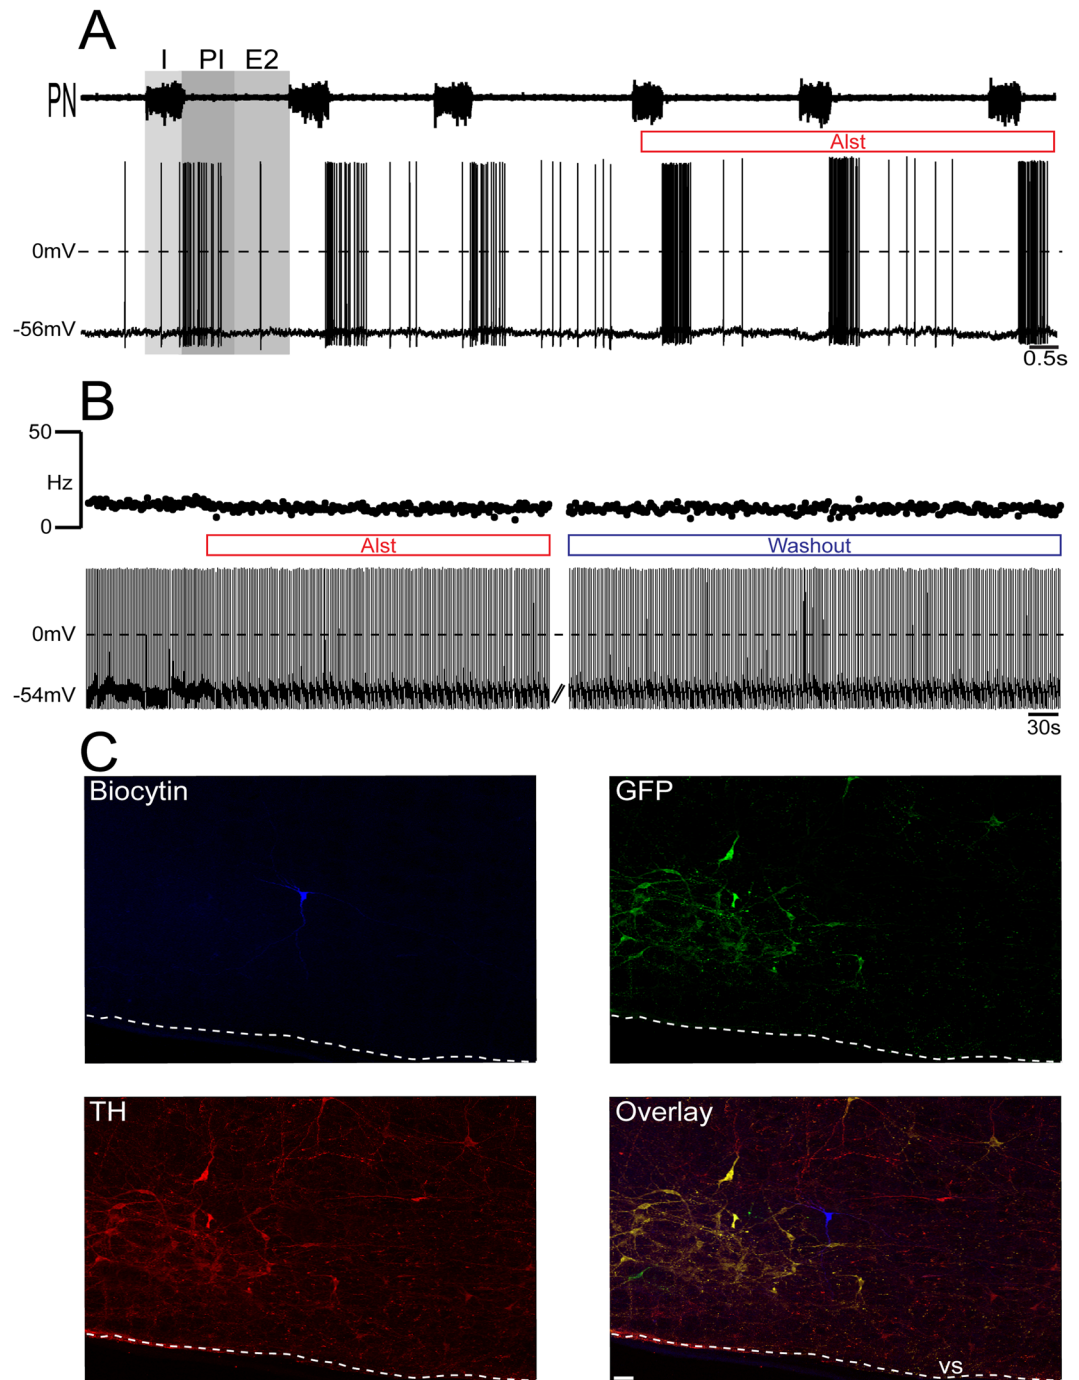 A
I PI E2
PN
Alst
0mV
-56mV
0.5s
B
50
Hz
0
Alst Washout
0mV
-54mV
30s
C
Biocytin GFP
TH Overlay
vs